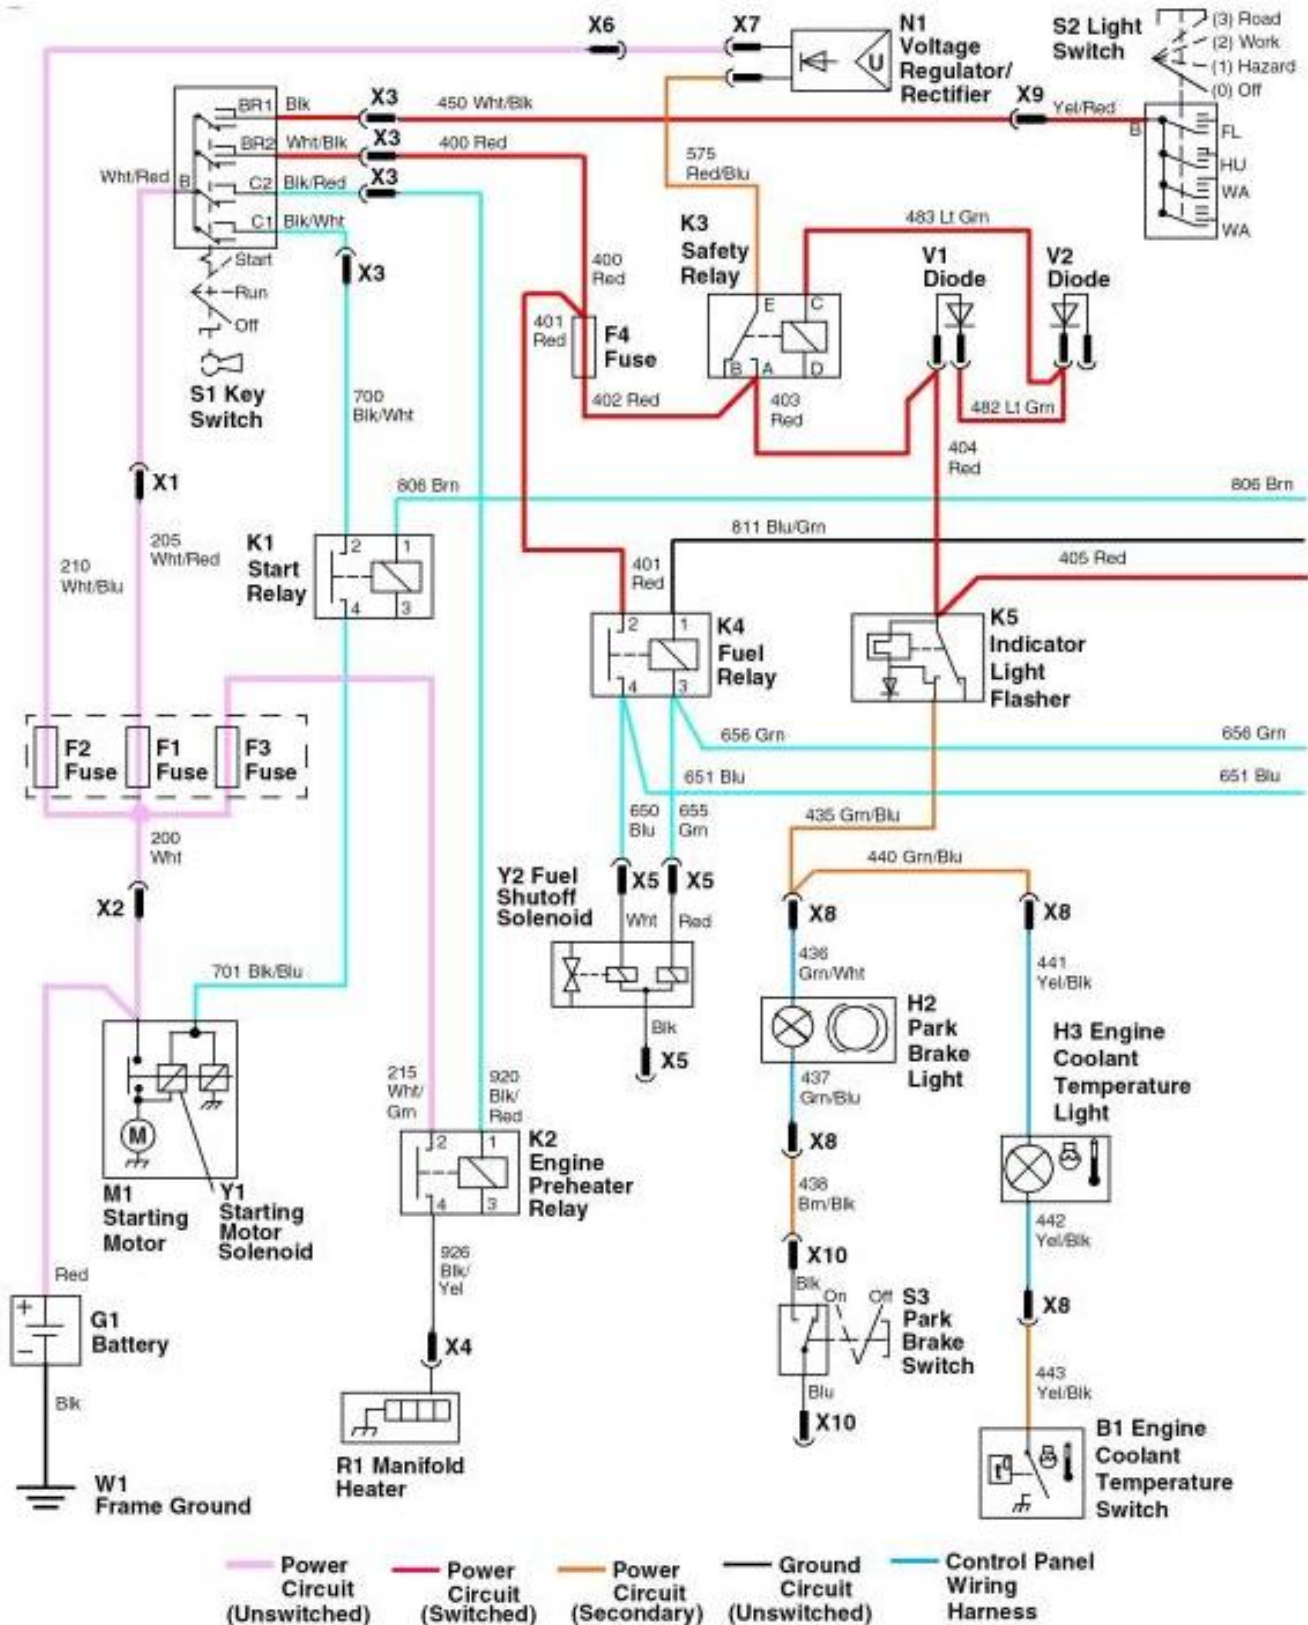 X6
X7
N1
Voltage
Regulator/
Rectifier
U
S2 Light
Switch
(3) Road
(2) Work
(1) Hazard
(0) Off
BR1
Blk
X3
450 Wht/Blk
X9
Yel/Red
B
FL
HU
WA
WA
BR2
Wht/Blk
X3
400 Red
Wht/Red
B
C2
Blk/Red
X3
C1
Blk/Wht
X3
Start
Run
Off
S1 Key
Switch
575
Red/Blu
K3
Safety
Relay
E
C
B
A
D
483 Lt Grn
V1
Diode
V2
Diode
400
Red
401
Red
F4
Fuse
402 Red
403
Red
482 Lt Grn
404
Red
700
Blk/Wht
X1
806 Brn
806 Brn
205
Wht/Red
210
Wht/Blu
K1
Start
Relay
2
1
4
3
811 Blu/Grn
401
Red
405 Red
2
1
4
3
K4
Fuel
Relay
K5
Indicator
Light
Flasher
F2
Fuse
F1
Fuse
F3
Fuse
656 Grn
656 Grn
651 Blu
651 Blu
650
Blu
655
Grn
435 Grn/Blu
440 Grn/Blu
200
Wht
X2
Y2 Fuel
Shutoff
Solenoid
X5
X5
Wht
Red
X8
X8
436
Grn/Wht
441
Yel/Blk
701 Blk/Blu
Blk
X5
H2
Park
Brake
Light
H3 Engine
Coolant
Temperature
Light
437
Grn/Blu
X8
215
Wht/
Grn
920
Blk/
Red
M
M1
Starting
Motor
Y1
Starting
Motor
Solenoid
2
1
4
3
K2
Engine
Preheater
Relay
438
Brn/Blk
442
Yel/Blk
926
Blk/
Yel
X10
Blk
On
Off
S3
Park
Brake
Switch
X8
Red
+
−
G1
Battery
X4
443
Yel/Blk
Blk
Blu
X10
R1 Manifold
Heater
t°
B1 Engine
Coolant
Temperature
Switch
W1
Frame Ground
Power
Circuit
(Unswitched)
Power
Circuit
(Switched)
Power
Circuit
(Secondary)
Ground
Circuit
(Unswitched)
Control Panel
Wiring
Harness